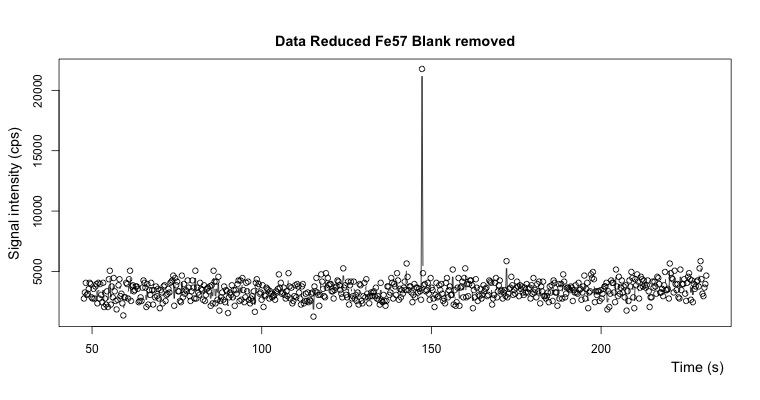 Data Reduced Fe57 Blank removed
Signal intensity (cps)
20000
15000
10000
5000
50 100 150 200
Time (s)